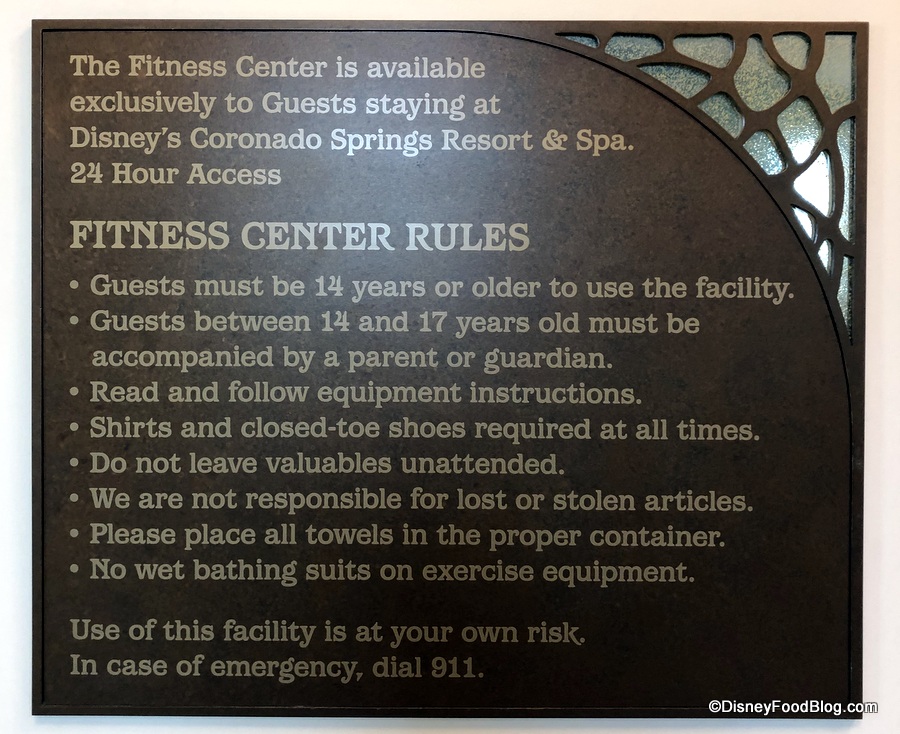 The Fitness Center is available
exclusively to Guests staying at
Disney's Coronado Springs Resort & Spa.
24 Hour Access
FITNESS CENTER RULES
• Guests must be 14 years or older to use the facility.
• Guests between 14 and 17 years old must be
accompanied by a parent or guardian.
• Read and follow equipment instructions.
• Shirts and closed-toe shoes required at all times.
• Do not leave valuables unattended.
• We are not responsible for lost or stolen articles.
• Please place all towels in the proper container.
• No wet bathing suits on exercise equipment.
Use of this facility is at your own risk.
In case of emergency, dial 911.
©DisneyFoodBlog.com